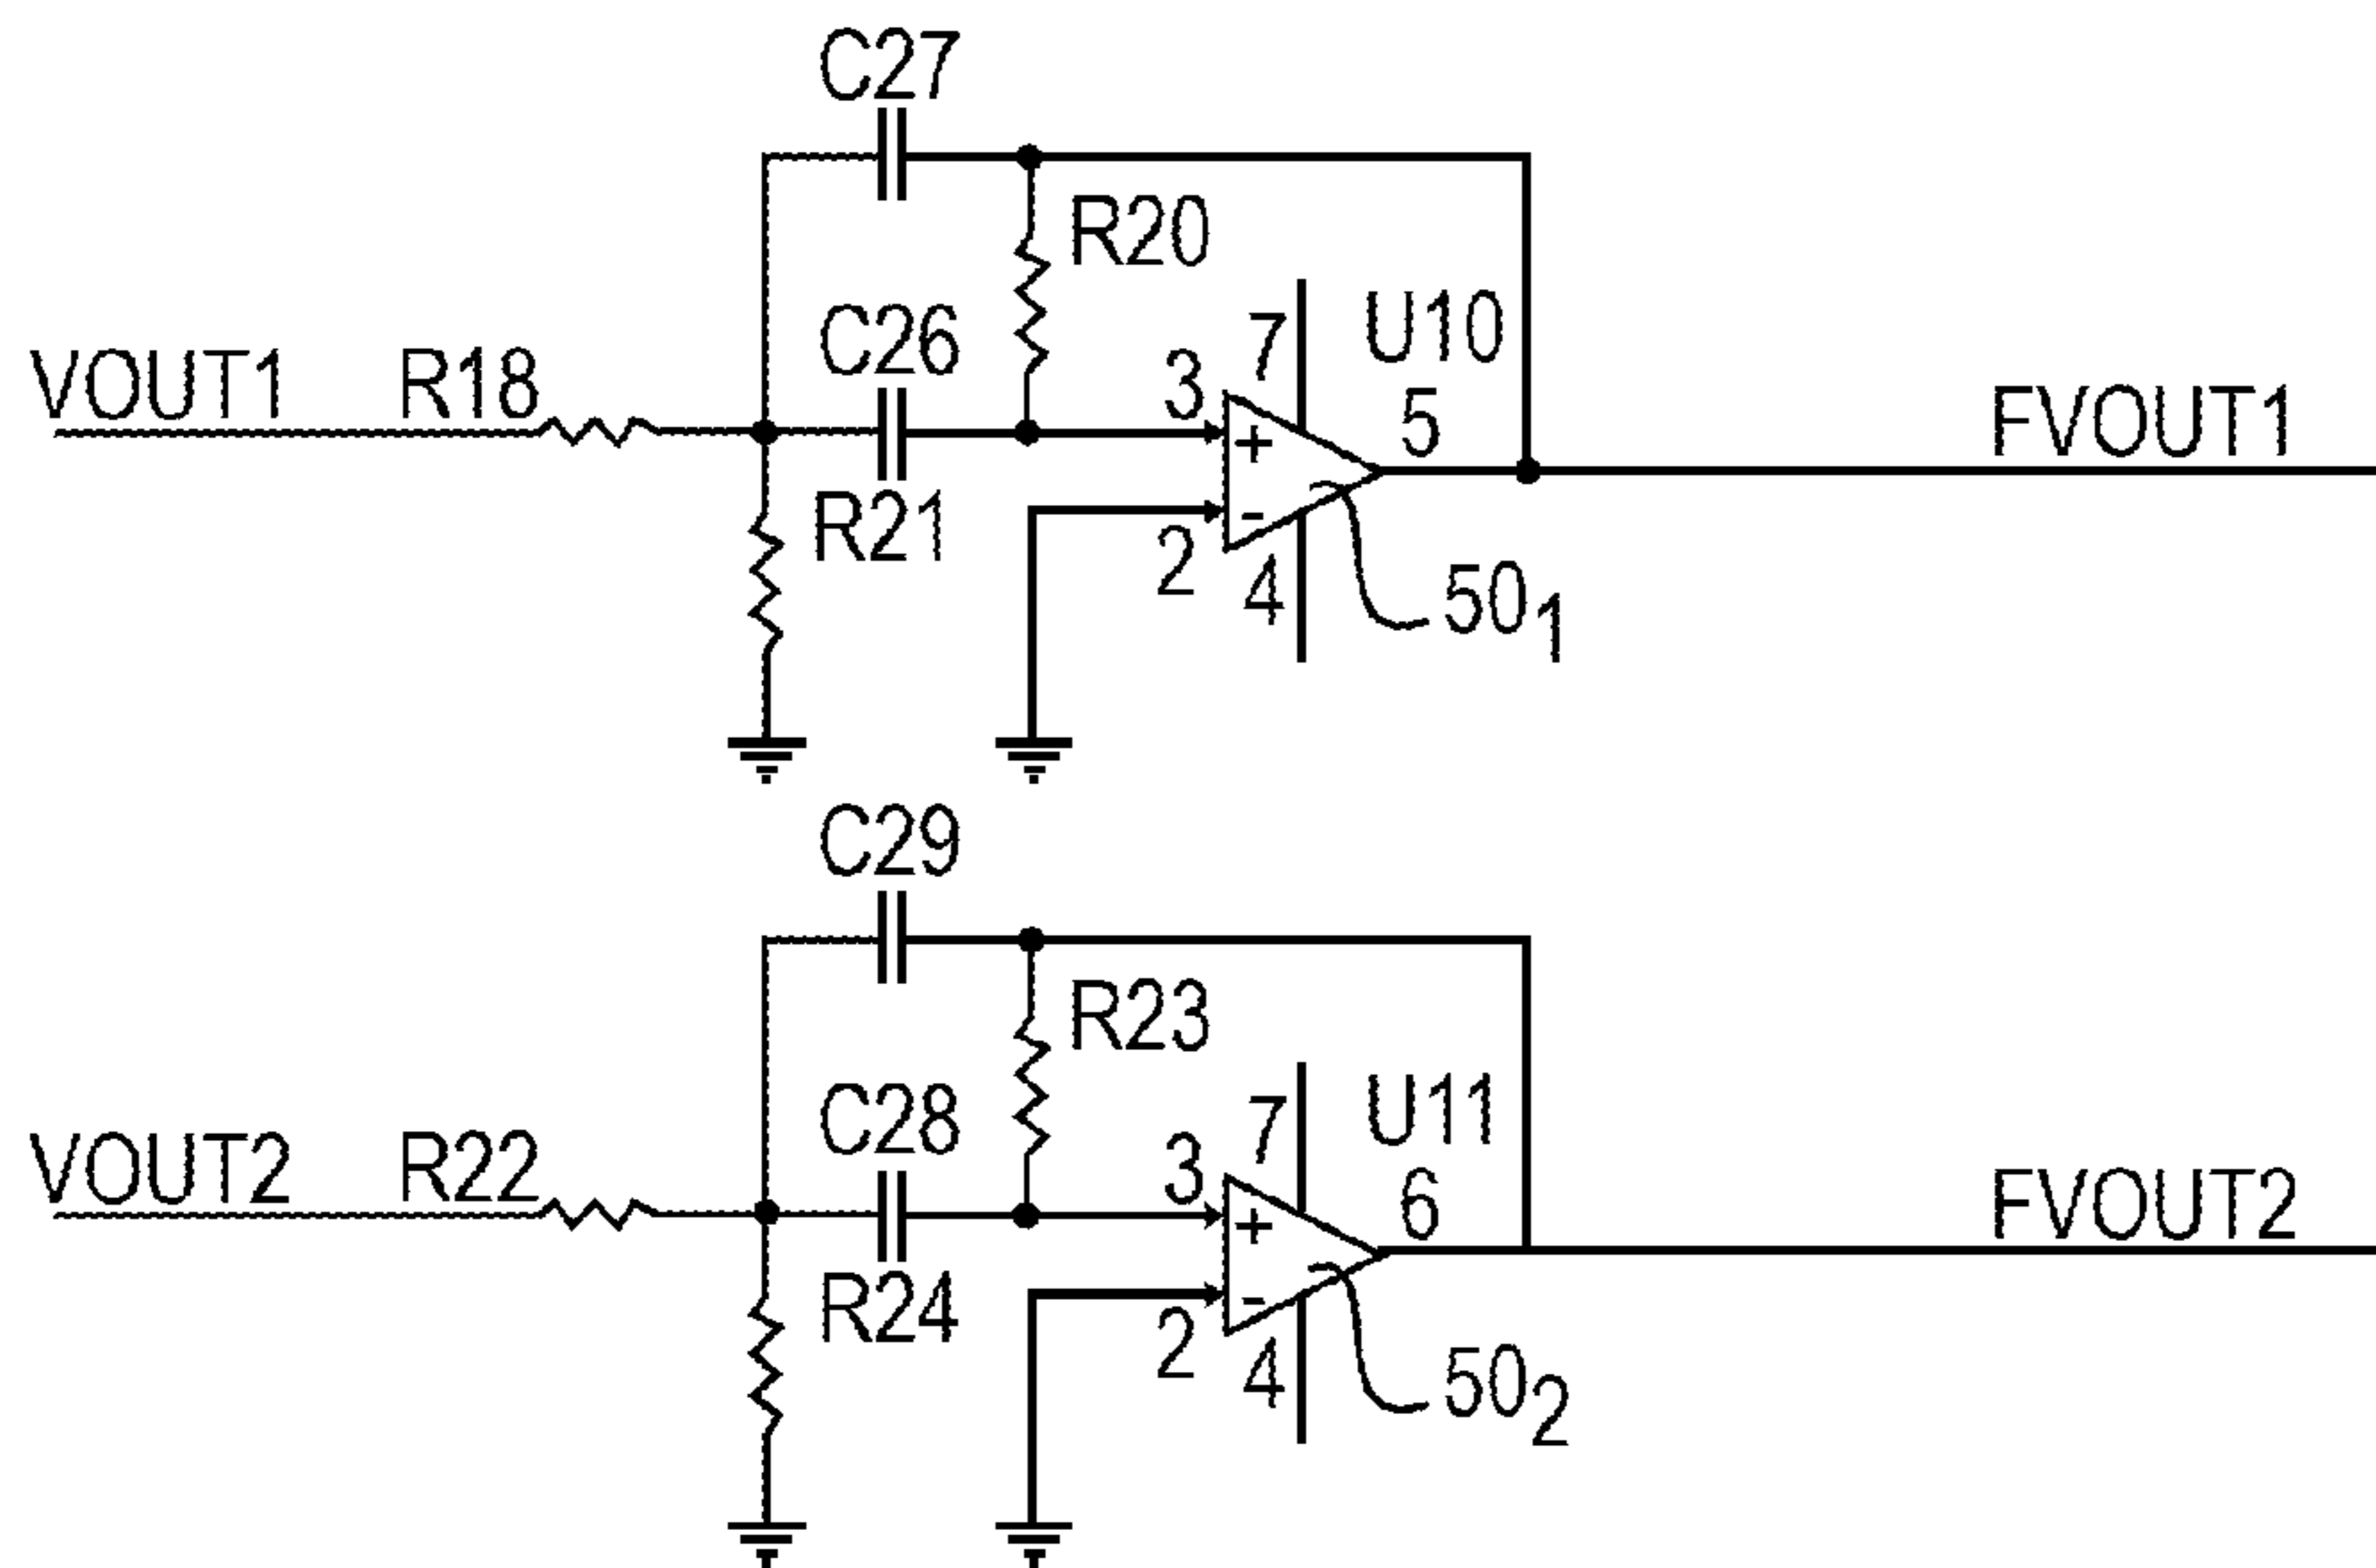 C27
R20
C26
VOUT1
R18
3
7
U10
5
FVOUT1
+
R21
-
2
4
50₁
C29
R23
C28
VOUT2
R22
3
7
U11
6
FVOUT2
+
R24
-
2
4
50₂